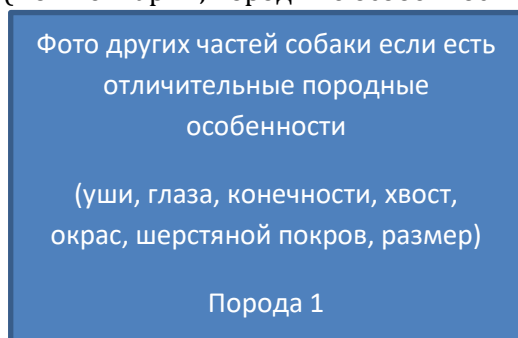 Фото других частей собаки если есть
отличительные породные
особенности
(уши, глаза, конечности, хвост,
окрас, шерстяной покров, размер)
Порода 1